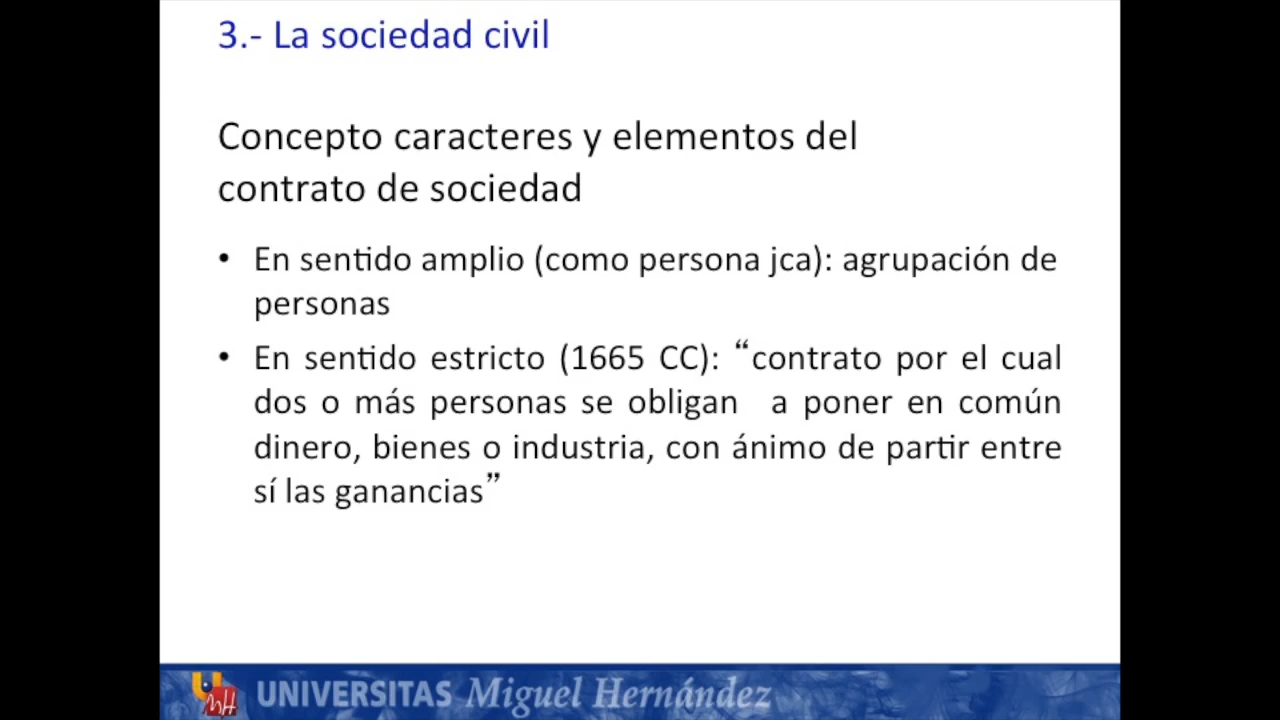 3.- La sociedad civil
Concepto caracteres y elementos del
contrato de sociedad
• En sentido amplio (como persona jca): agrupación de
personas
• En sentido estricto (1665 CC): “contrato por el cual
dos o más personas se obligan a poner en común
dinero, bienes o industria, con ánimo de partir entre
sí las ganancias”
UNIVERSITAS Miguel Hernández